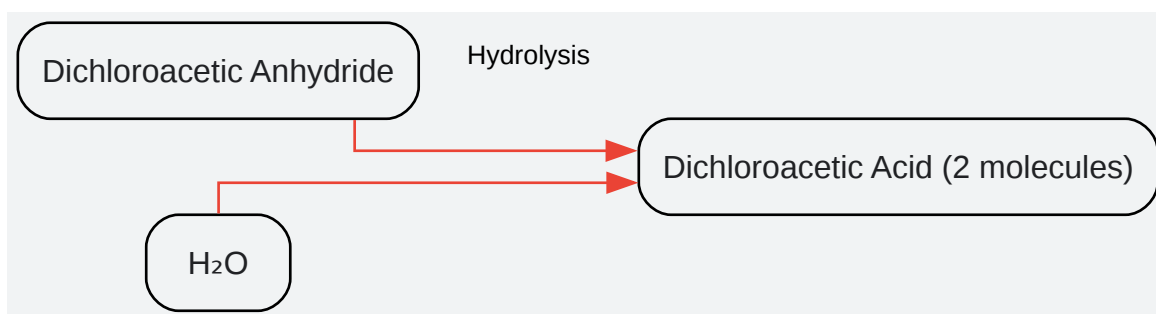 Dichloroacetic Anhydride
Hydrolysis
Dichloroacetic Acid (2 molecules)
H₂O